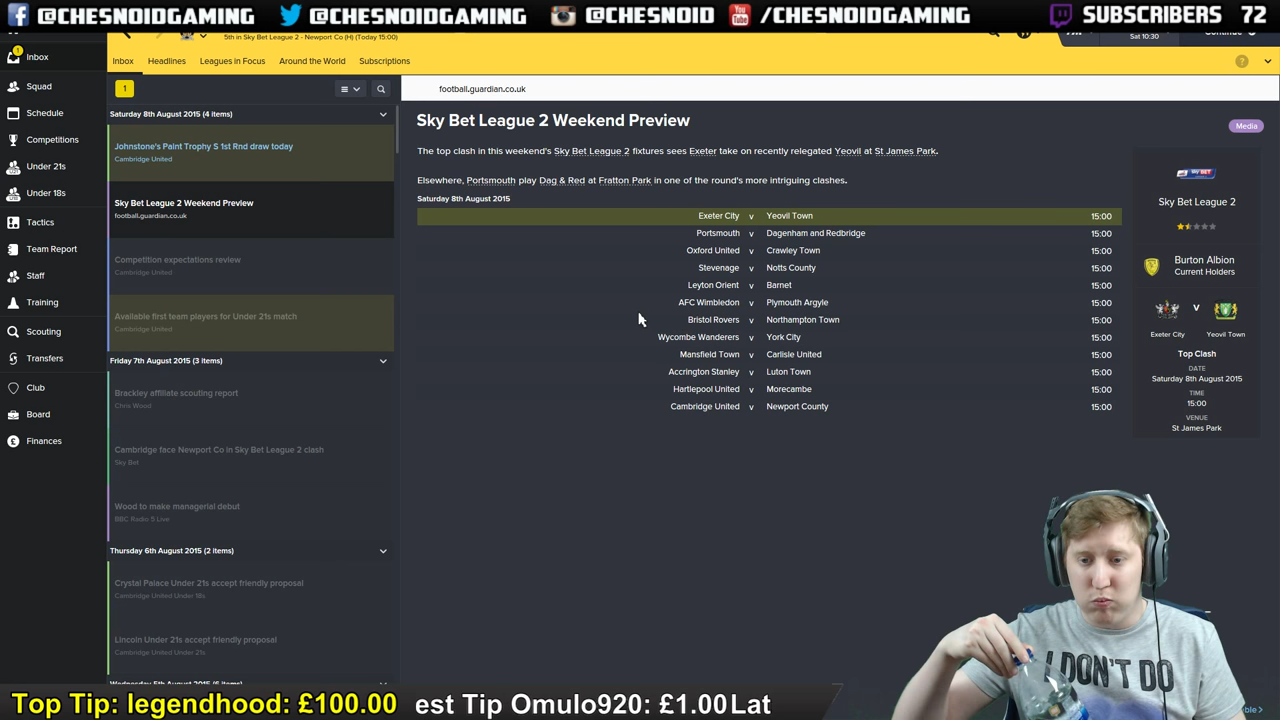 @CHESNOIDGAMING @CHESNOIDGAMING @CHESNOID /CHESNOIDGAMING SUBSCRIBERS 72
5th in Sky Bet League 2 - Newport Co (H) (Today 15:00)
Sat 10:30
Continue
1
Inbox
Squad
Schedule
Competitions
Under 21s
Under 18s
Tactics
Team Report
Staff
Training
Scouting
Transfers
Club
Board
Finances
Inbox Headlines Leagues in Focus Around the World Subscriptions
1
Saturday 8th August 2015 (4 items)
Johnstone's Paint Trophy S 1st Rnd draw today
Cambridge United
Sky Bet League 2 Weekend Preview
football.guardian.co.uk
Competition expectations review
Cambridge United
Available first team players for Under 21s match
Cambridge United
Friday 7th August 2015 (3 items)
Brackley affiliate scouting report
Chris Wood
Cambridge face Newport Co in Sky Bet League 2 clash
Sky Bet
Wood to make managerial debut
BBC Radio 5 Live
Thursday 6th August 2015 (2 items)
Crystal Palace Under 21s accept friendly proposal
Cambridge United Under 18s
Lincoln Under 21s accept friendly proposal
Cambridge United Under 21s
Wednesday 5th August 2015 (6 items)
football.guardian.co.uk
Sky Bet League 2 Weekend Preview
Media
The top clash in this weekend's Sky Bet League 2 fixtures sees Exeter take on recently relegated Yeovil at St James Park.
Elsewhere, Portsmouth play Dag & Red at Fratton Park in one of the round's more intriguing clashes.
Saturday 8th August 2015
Exeter City v Yeovil Town 15:00
Portsmouth v Dagenham and Redbridge 15:00
Oxford United v Crawley Town 15:00
Stevenage v Notts County 15:00
Leyton Orient v Barnet 15:00
AFC Wimbledon v Plymouth Argyle 15:00
Bristol Rovers v Northampton Town 15:00
Wycombe Wanderers v York City 15:00
Mansfield Town v Carlisle United 15:00
Accrington Stanley v Luton Town 15:00
Hartlepool United v Morecambe 15:00
Cambridge United v Newport County 15:00
Sky Bet League 2
Burton Albion
Current Holders
V
Exeter City Yeovil Town
Top Clash
DATE
Saturday 8th August 2015
TIME
15:00
VENUE
St James Park
I DON'T DO
Top Tip: legendhood: £100.00 est Tip Omulo920: £1.00 Lat